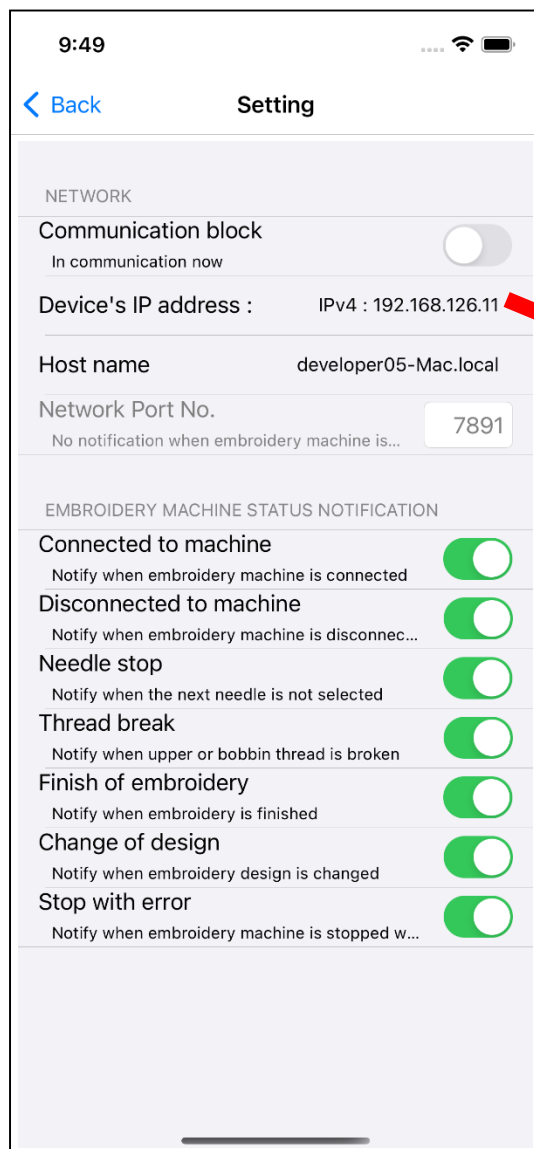 9:49
Back
Setting
NETWORK
Communication block
In communication now
Device's IP address :
IPv4 : 192.168.126.11
Host name
developer05-Mac.local
Network Port No.
7891
No notification when embroidery machine is...
EMBROIDERY MACHINE STATUS NOTIFICATION
Connected to machine
Notify when embroidery machine is connected
Disconnected to machine
Notify when embroidery machine is disconnec...
Needle stop
Notify when the next needle is not selected
Thread break
Notify when upper or bobbin thread is broken
Finish of embroidery
Notify when embroidery is finished
Change of design
Notify when embroidery design is changed
Stop with error
Notify when embroidery machine is stopped w...